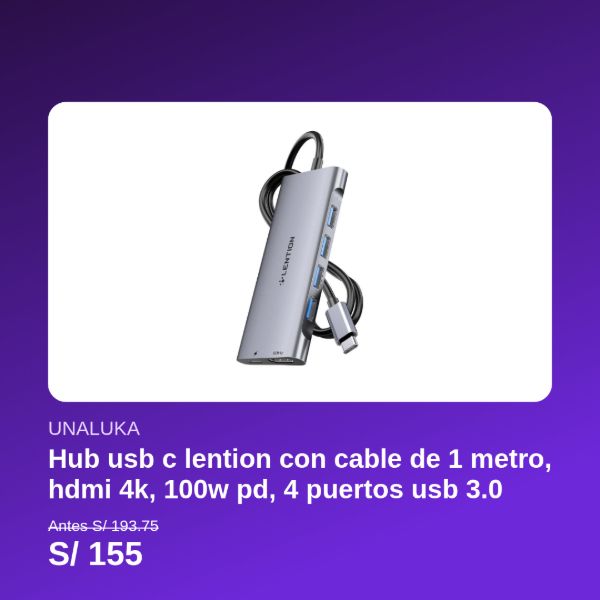 LENTION
UNALUKA
Hub usb c lention con cable de 1 metro,
hdmi 4k, 100w pd, 4 puertos usb 3.0
Antes S/ 193.75
S/ 155